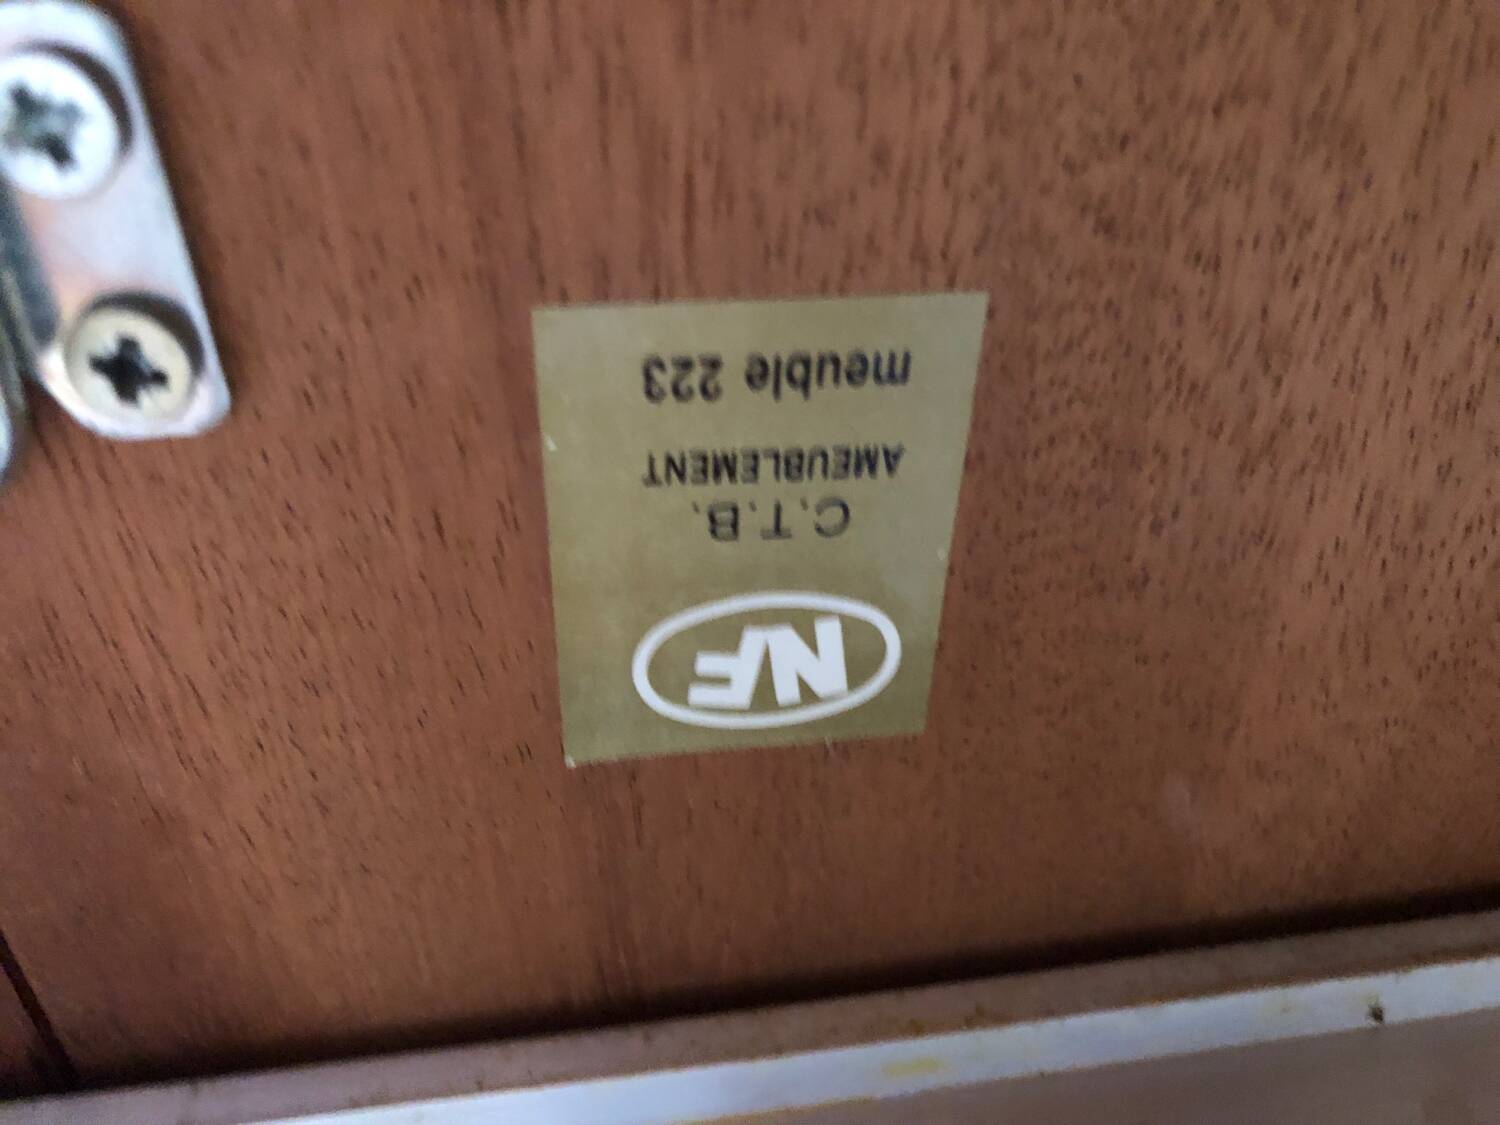 NF
C.T.B.
AMEUBLEMENT
meuble 223